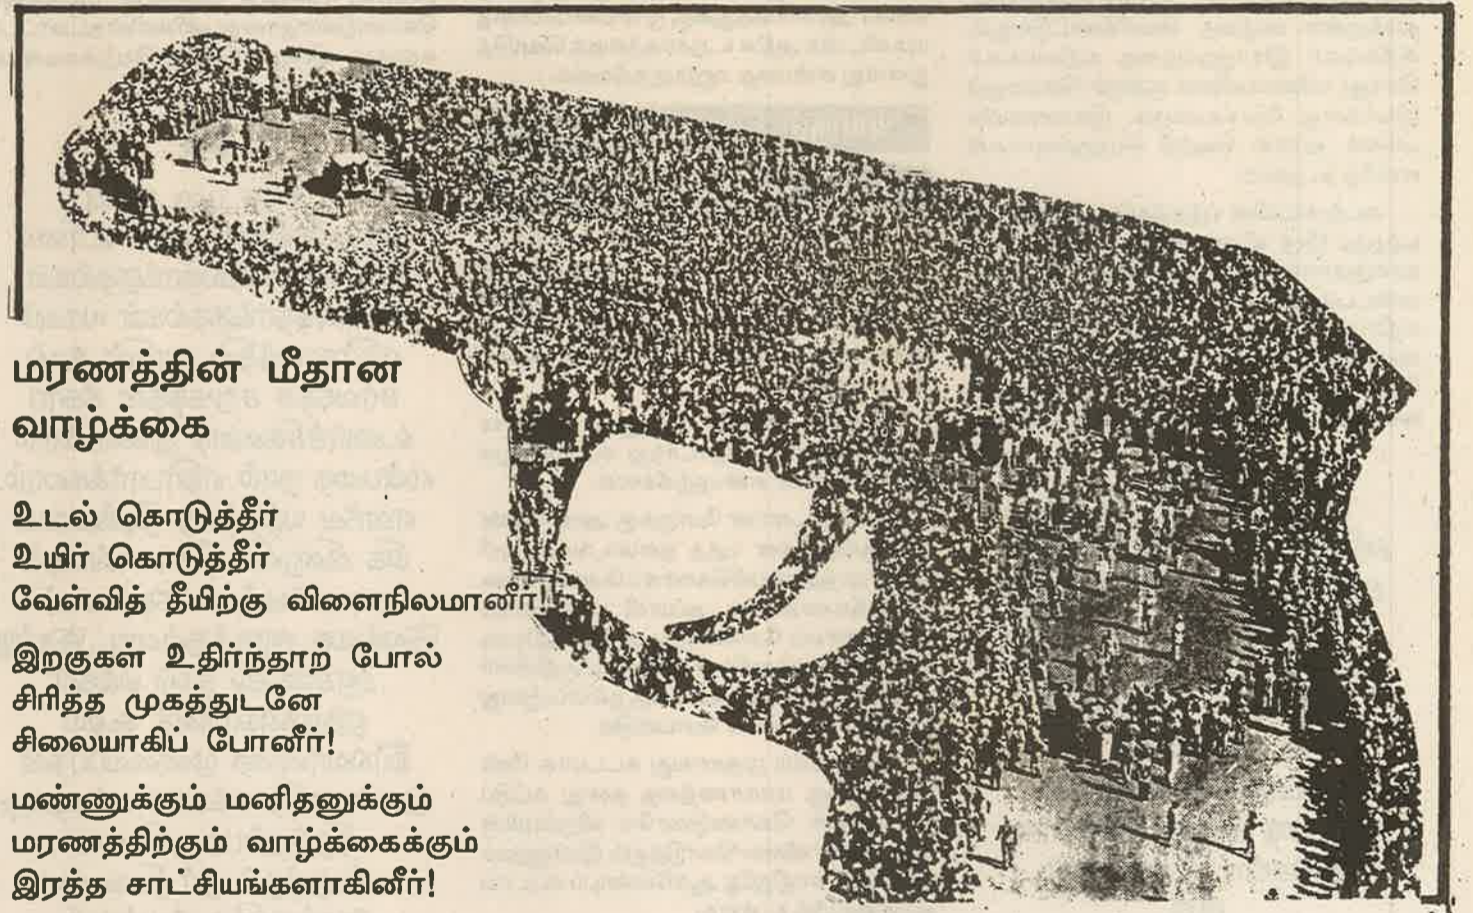 மரணத்தின் மீதான
வாழ்க்கை
உடல் கொடுத்தீர்
உயிர் கொடுத்தீர்
வேள்வித் தீயிற்கு விளைநிலமானீர்!
இறகுகள் உதிர்ந்தாற் போல்
சிரித்த முகத்துடனே
சிலையாகிப் போனீர்!
மண்ணுக்கும் மனிதனுக்கும்
மரணத்திற்கும் வாழ்க்கைக்கும்
இரத்த சாட்சியங்களாகினீர்!